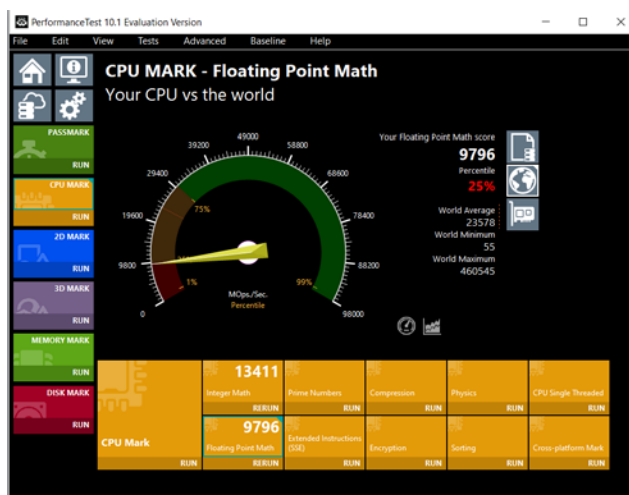 PerformanceTest 10.1 Evaluation Version
File Edit View Tests Advanced Baseline Help
CPU MARK - Floating Point Math
Your CPU vs the world
PASSMARK
RUN
CPU MARK
RUN
2D MARK
RUN
3D MARK
RUN
MEMORY MARK
RUN
DISK MARK
RUN
0
9800
19600
29400
39200
49000
58800
68600
78400
88200
98000
1%
75%
99%
MOps./Sec.
Percentile
Your Floating Point Math score
9796
Percentile
25%
World Average
23578
World Minimum
55
World Maximum
460545
CPU Mark
RUN
13411
Integer Math
RERUN
Prime Numbers
RUN
Compression
RUN
Physics
RUN
CPU Single Threaded
RUN
9796
Floating Point Math
RERUN
Extended Instructions
(SSE)
RUN
Encryption
RUN
Sorting
RUN
Cross-platform Mark
RUN